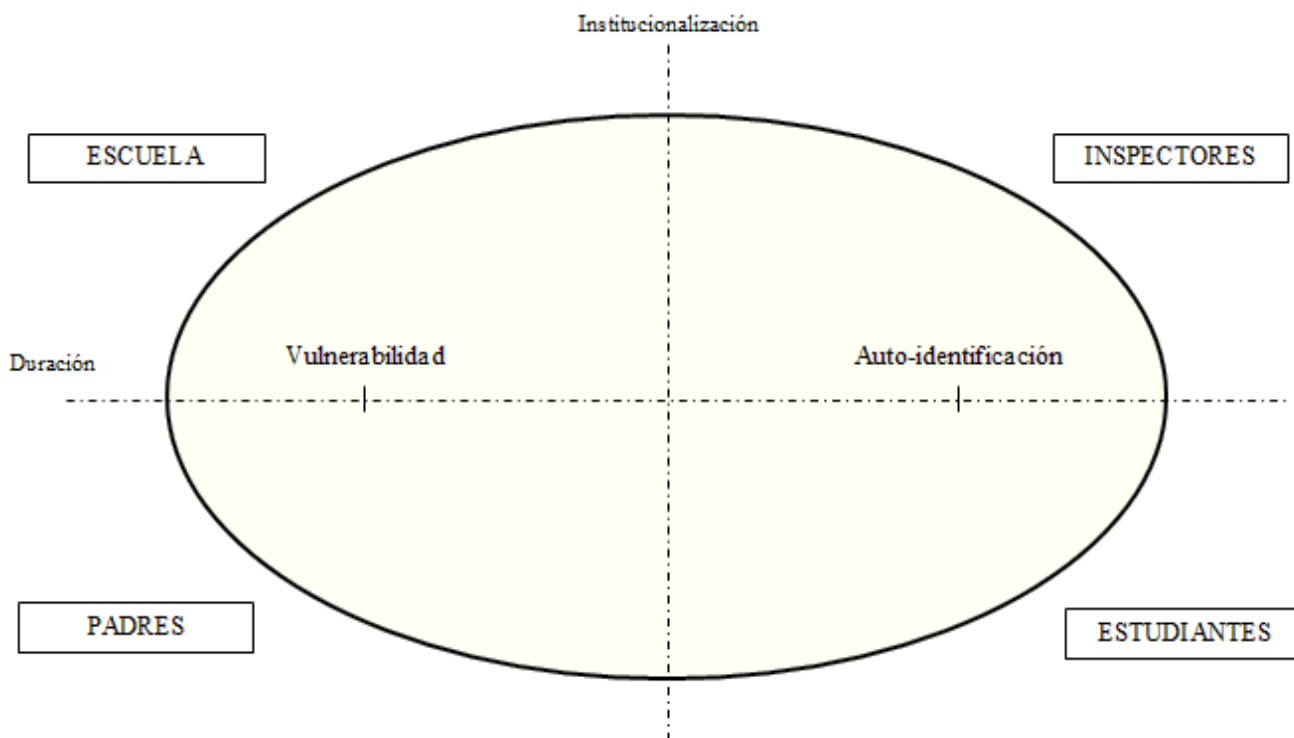 Institucionalización
ESCUELA
INSPECTORES
Vulnerabilidad
Auto-identificación
Duración
PADRES
ESTUDIANTES